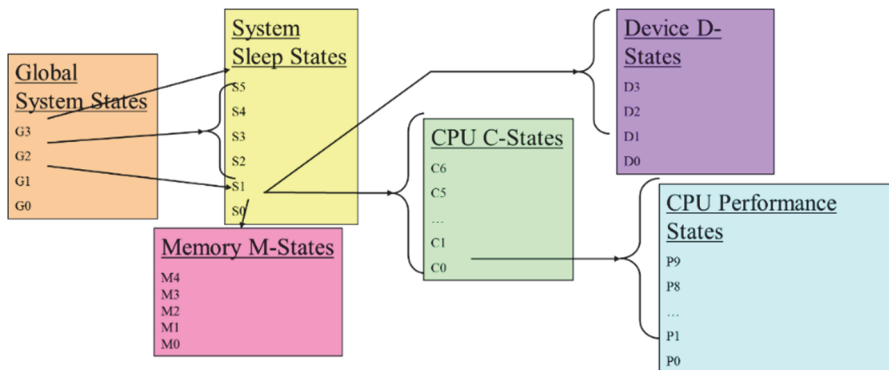 Global
System States
G3
G2
G1
G0
System
Sleep States
S5
S4
S3
S2
S1
S0
Memory M-States
M4
M3
M2
M1
M0
CPU C-States
C6
C5
...
C1
C0
Device D-
States
D3
D2
D1
D0
CPU Performance
States
P9
P8
...
P1
P0